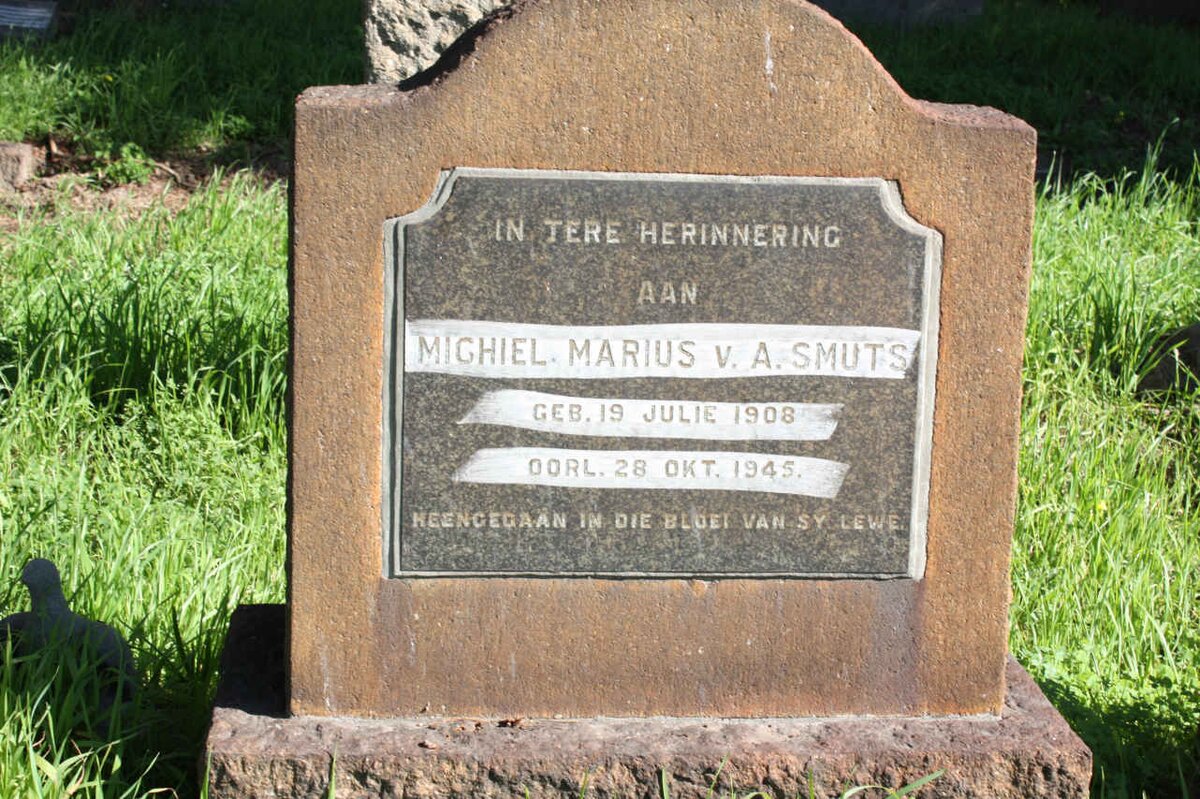 IN TERE HERINNERING
AAN
MIGHIEL MARIUS v. A. SMUTS
GEB. 19 JULIE 1908
OORL. 28 OKT. 1945.
HEENGEGAAN IN DIE BLOEI VAN SY LEWE.